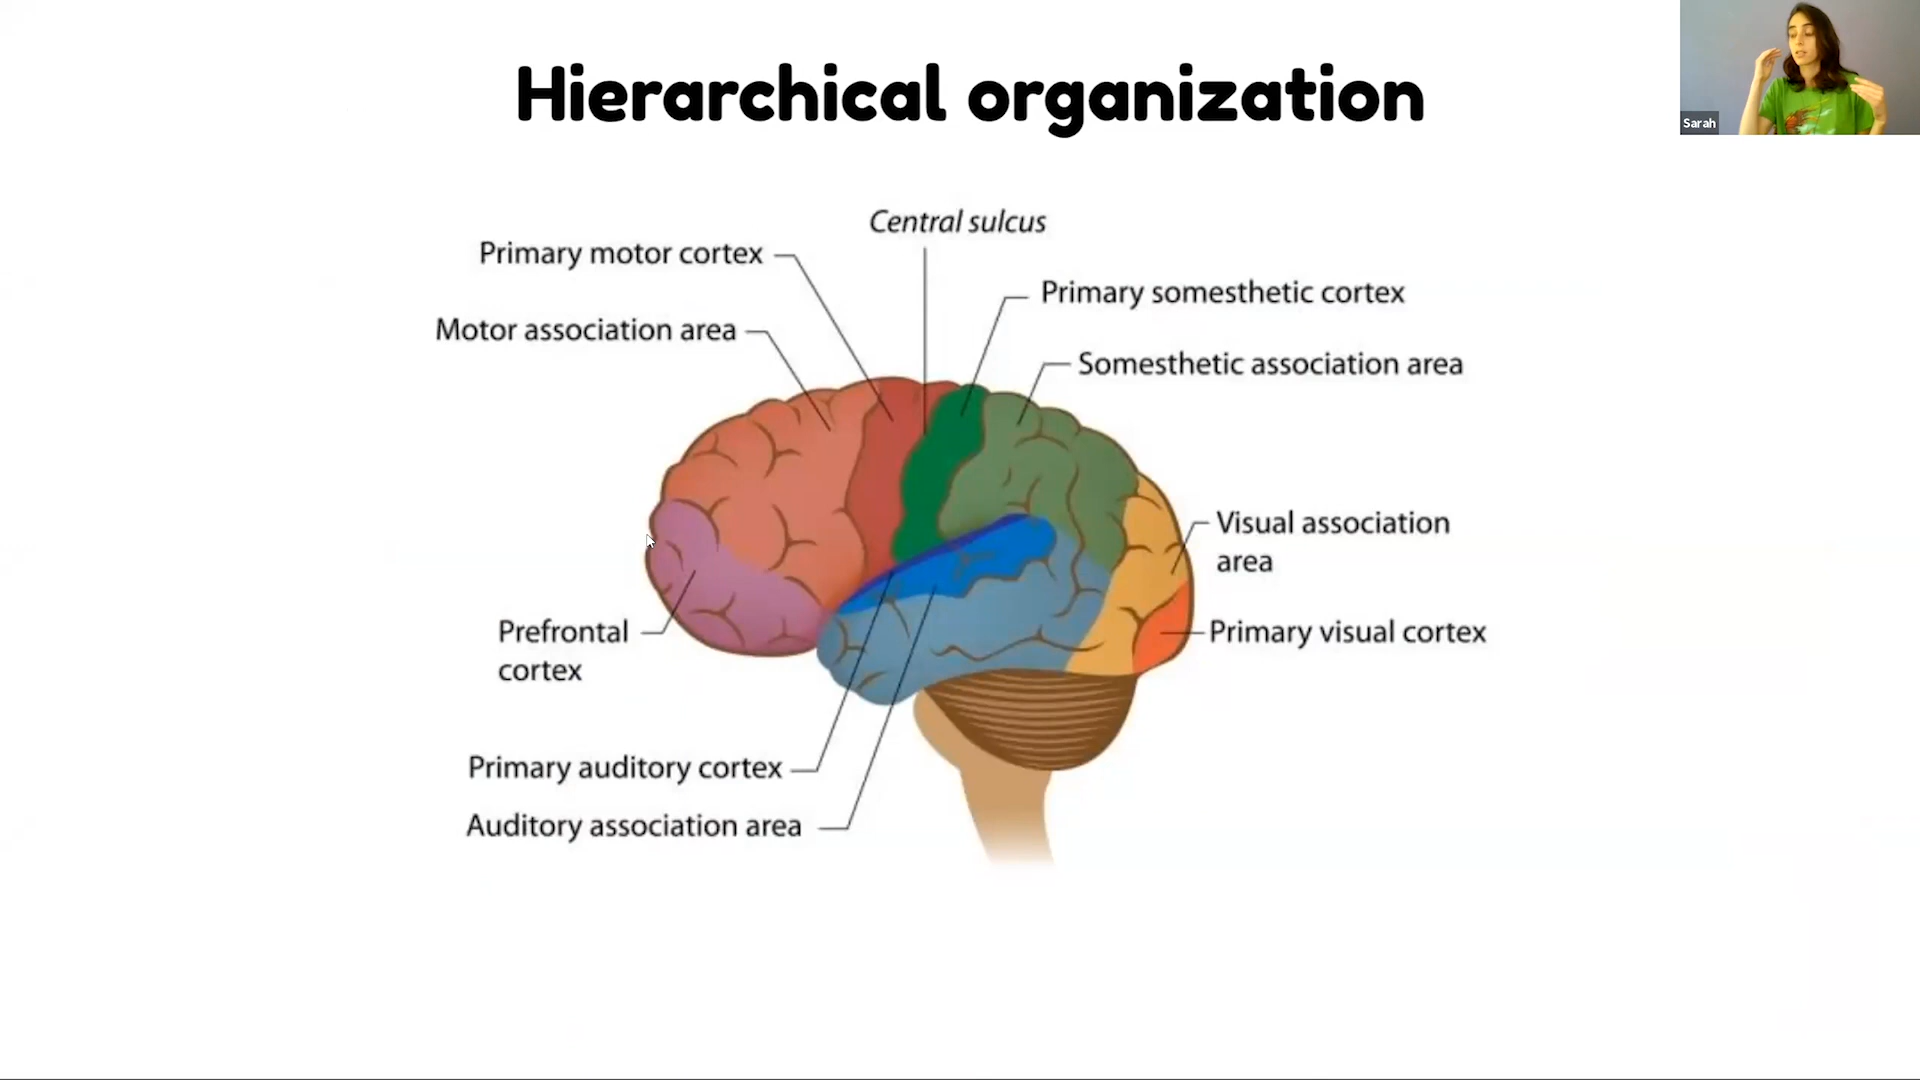 Hierarchical organization
Sarah
Central sulcus
Primary motor cortex
Primary somesthetic cortex
Motor association area
Somesthetic association area
Visual association
area
Prefrontal
cortex
Primary visual cortex
Primary auditory cortex
Auditory association area